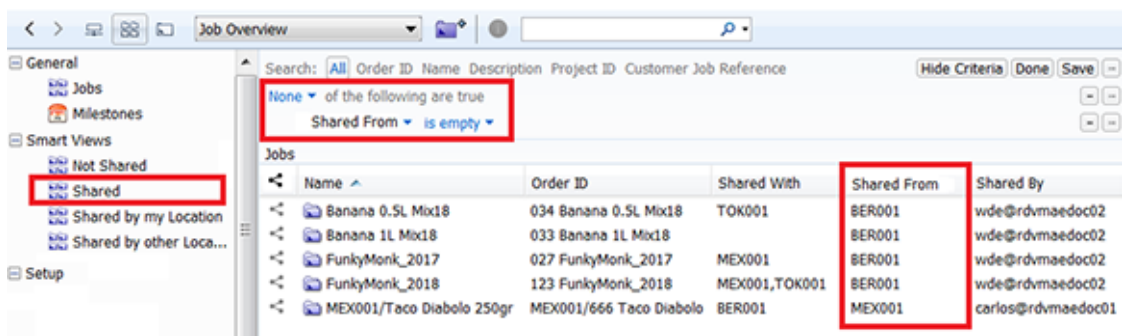 Job Overview
General
Jobs
Milestones
Smart Views
Not Shared
Shared
Shared by my Location
Shared by other Loca...
Setup
Search: All Order ID Name Description Project ID Customer Job Reference Hide Criteria Done Save
None of the following are true
Shared From is empty
Jobs
Name Order ID Shared With Shared From Shared By
Banana 0.5L Mix18 034 Banana 0.5L Mix18 TOK001 BER001 wde@rdvmaedoc02
Banana 1L Mix18 033 Banana 1L Mix18 BER001 wde@rdvmaedoc02
FunkyMonk_2017 027 FunkyMonk_2017 MEX001 BER001 wde@rdvmaedoc02
FunkyMonk_2018 123 FunkyMonk_2018 MEX001,TOK001 BER001 wde@rdvmaedoc02
MEX001/Taco Diabolo 250gr MEX001/666 Taco Diabolo BER001 MEX001 carlos@rdvmaedoc01